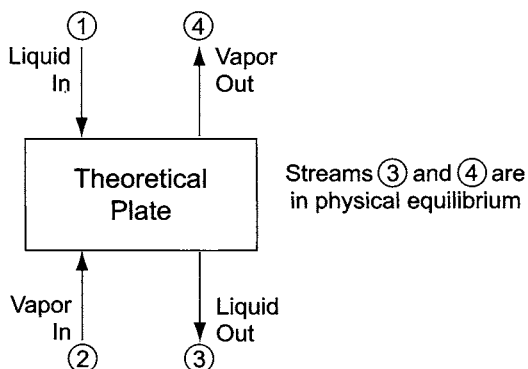 ① ④
Liquid
In
Vapor
Out
Theoretical
Plate
Streams ③ and ④ are
in physical equilibrium
Vapor
In
Liquid
Out
② ③